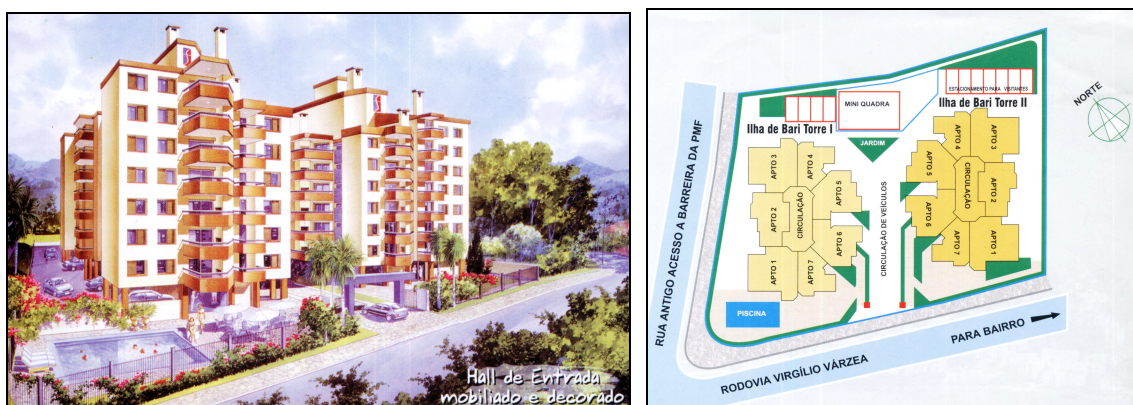 Hall de Entrada
mobiliado e decorado
NORTE
ESTACIONAMENTO PARA VISITANTES
MINI QUADRA
Ilha de Bari Torre I
Ilha de Bari Torre II
JARDIM
APTO 3
APTO 4
APTO 5
APTO 2
CIRCULAÇÃO
APTO 6
APTO 1
APTO 7
CIRCULAÇÃO DE VEÍCULOS
APTO 4
APTO 3
APTO 5
CIRCULAÇÃO
APTO 2
APTO 6
APTO 7
APTO 1
RUA ANTIGO ACESSO A BARREIRA DA PMF
PISCINA
PARA BAIRRO
RODOVIA VIRGÍLIO VÁRZEA